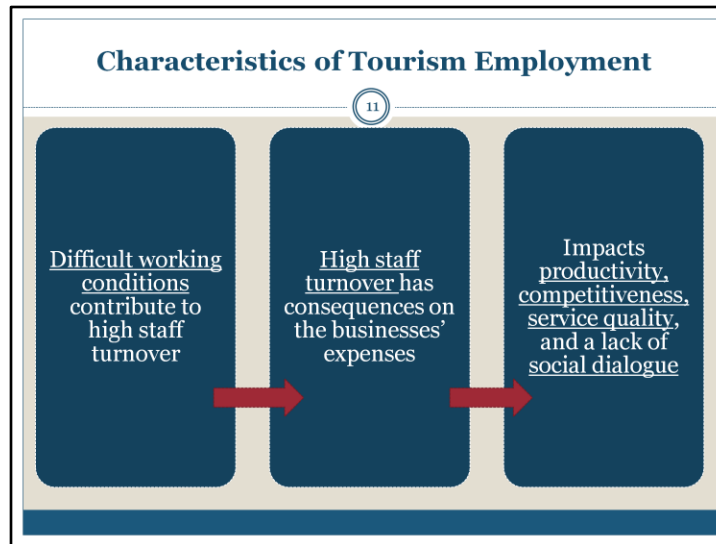 Characteristics of Tourism Employment
11
Difficult working
conditions
contribute to
high staff
turnover
High staff
turnover has
consequences on
the businesses’
expenses
Impacts
productivity,
competitiveness,
service quality,
and a lack of
social dialogue